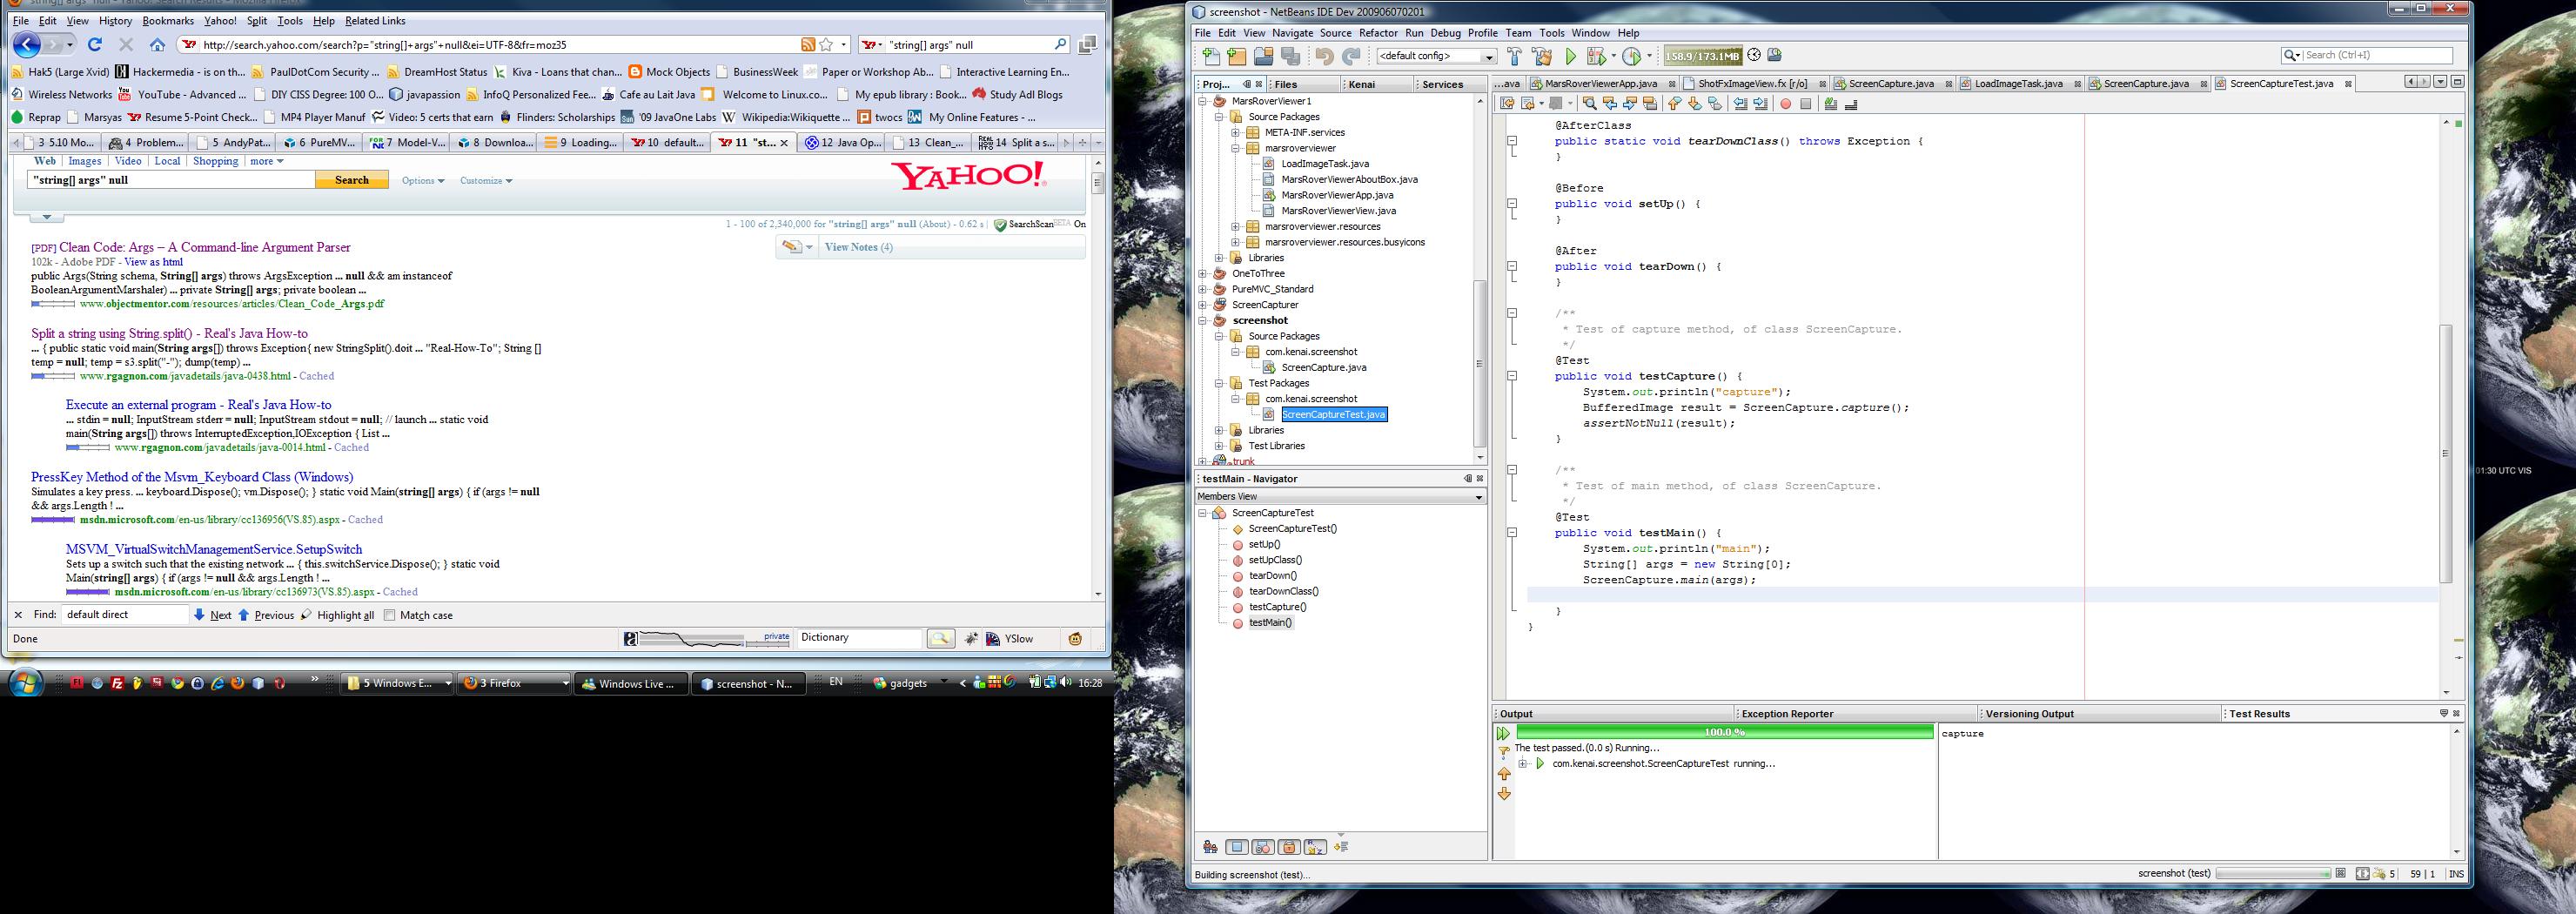 "string[] args" null - Yahoo! Search Results - Mozilla Firefox
File Edit View History Bookmarks Yahoo! Split Tools Help Related Links
http://search.yahoo.com/search?p="string[]+args"+null&ei=UTF-8&fr=moz35
"string[] args" null
Hak5 (Large Xvid) Hackermedia - is on th... PaulDotCom Security ... DreamHost Status Kiva - Loans that chan... Mock Objects BusinessWeek Paper or Workshop Ab... Interactive Learning En...
Wireless Networks YouTube - Advanced ... DIY CISS Degree: 100 O... javapassion InfoQ Personalized Fee... Cafe au Lait Java Welcome to Linux.co... My epub library : Book... Study Adl Blogs
Reprap Marsyas Resume 5-Point Check... MP4 Player Manuf Video: 5 certs that earn Flinders: Scholarships '09 JavaOne Labs Wikipedia:Wikiquette ... twocs My Online Features - ...
3 5.10 Mo... 4 Problem... 5 AndyPat... 6 PureMV... 7 Model-V... 8 Downloa... 9 Loading... 10 default... 11 "st... 12 Java Op... 13 Clean_... 14 Split a s...
Web Images Video Local Shopping more
"string[] args" null
Search
Options Customize
YAHOO!
1 - 100 of 2,340,000 for "string[] args" null (About) - 0.62 s | SearchScan BETA On
View Notes (4)
[PDF] Clean Code: Args – A Command-line Argument Parser
102k - Adobe PDF - View as html
public Args(String schema, String[] args) throws ArgsException ... null && am instanceof
BooleanArgumentMarshaler) ... private String[] args; private boolean ...
www.objectmentor.com/resources/articles/Clean_Code_Args.pdf
Split a string using String.split() - Real's Java How-to
... { public static void main(String args[]) throws Exception{ new StringSplit().doit ... "Real-How-To"; String []
temp = null; temp = s3.split("-"); dump(temp) ...
www.rgagnon.com/javadetails/java-0438.html - Cached
Execute an external program - Real's Java How-to
... stdin = null; InputStream stderr = null; InputStream stdout = null; // launch ... static void
main(String args[]) throws InterruptedException,IOException { List ...
www.rgagnon.com/javadetails/java-0014.html - Cached
PressKey Method of the Msvm_Keyboard Class (Windows)
Simulates a key press. ... keyboard.Dispose(); vm.Dispose(); } static void Main(string[] args) { if (args != null
&& args.Length ! ...
msdn.microsoft.com/en-us/library/cc136956(VS.85).aspx - Cached
MSVM_VirtualSwitchManagementService.SetupSwitch
Sets up a switch such that the existing network ... { this.switchService.Dispose(); } static void
Main(string[] args) { if (args != null && args.Length ! ...
msdn.microsoft.com/en-us/library/cc136973(VS.85).aspx - Cached
Find: default direct Next Previous Highlight all Match case
Done private Dictionary YSlow
5 Windows E... 3 Firefox Windows Live ... screenshot - N... EN gadgets 16:28
screenshot - NetBeans IDE Dev 200906070201
File Edit View Navigate Source Refactor Run Debug Profile Team Tools Window Help
<default config> 158.9/173.1MB Search (Ctrl+I)
Proj... Files Kenai Services
MarsRoverViewer1
Source Packages
META-INF.services
marsroverviewer
LoadImageTask.java
MarsRoverViewerAboutBox.java
MarsRoverViewerApp.java
MarsRoverViewerView.java
marsroverviewer.resources
marsroverviewer.resources.busyicons
Libraries
OneToThree
PureMVC_Standard
ScreenCapturer
screenshot
Source Packages
com.kenai.screenshot
ScreenCapture.java
Test Packages
com.kenai.screenshot
ScreenCaptureTest.java
Libraries
Test Libraries
trunk
testMain - Navigator
Members View
ScreenCaptureTest
ScreenCaptureTest()
setUp()
setUpClass()
tearDown()
tearDownClass()
testCapture()
testMain()
...ava MarsRoverViewerApp.java ShotFxImageView.fx [r/o] ScreenCapture.java LoadImageTask.java ScreenCapture.java ScreenCaptureTest.java
@AfterClass
public static void tearDownClass() throws Exception {
}
@Before
public void setUp() {
}
@After
public void tearDown() {
}
/**
* Test of capture method, of class ScreenCapture.
*/
@Test
public void testCapture() {
System.out.println("capture");
BufferedImage result = ScreenCapture.capture();
assertNotNull(result);
}
/**
* Test of main method, of class ScreenCapture.
*/
@Test
public void testMain() {
System.out.println("main");
String[] args = new String[0];
ScreenCapture.main(args);
}
}
Output Exception Reporter Versioning Output Test Results
100.0 %
The test passed.(0.0 s) Running...
com.kenai.screenshot.ScreenCaptureTest running...
capture
Building screenshot (test)... screenshot (test) 5 59 | 1 INS
01:30 UTC VIS